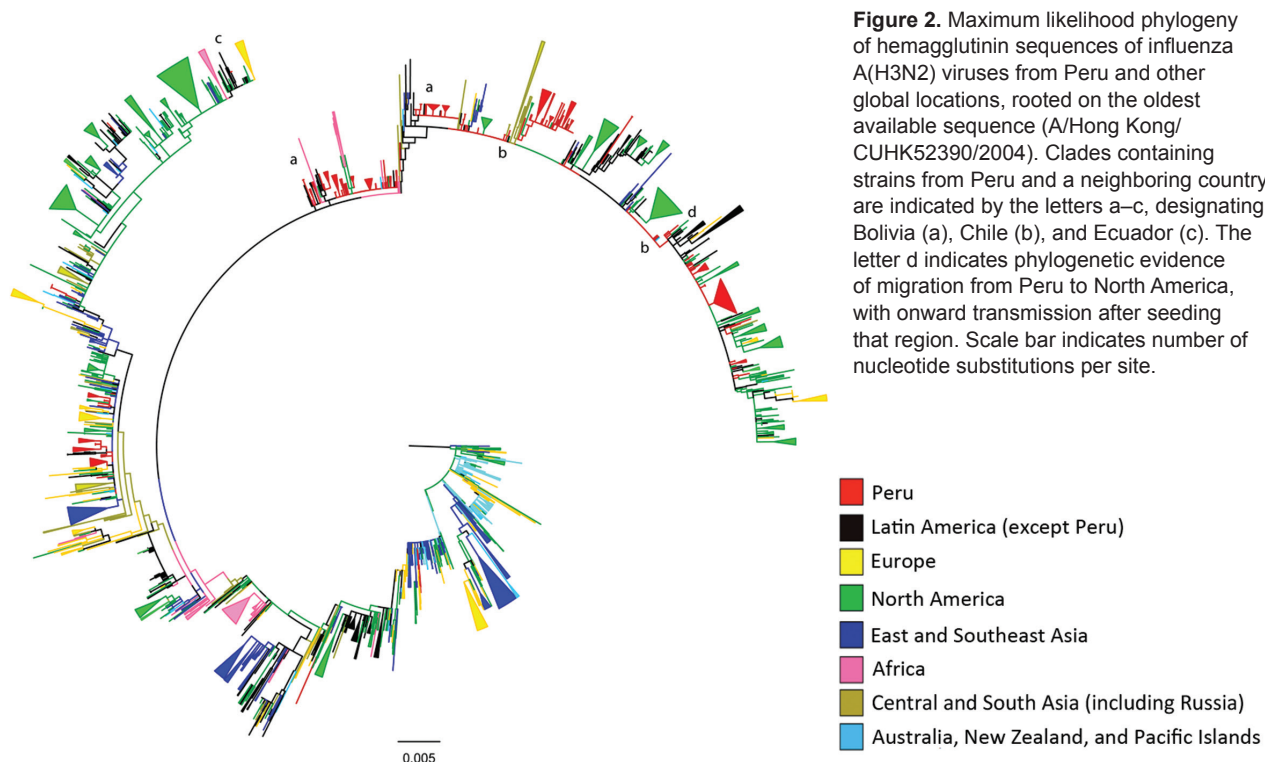 Figure 2. Maximum likelihood phylogeny
of hemagglutinin sequences of influenza
A(H3N2) viruses from Peru and other
global locations, rooted on the oldest
available sequence (A/Hong Kong/
CUHK52390/2004). Clades containing
strains from Peru and a neighboring country
are indicated by the letters a–c, designating
Bolivia (a), Chile (b), and Ecuador (c). The
letter d indicates phylogenetic evidence
of migration from Peru to North America,
with onward transmission after seeding
that region. Scale bar indicates number of
nucleotide substitutions per site.
c
a
a
b
d
b
Peru
Latin America (except Peru)
Europe
North America
East and Southeast Asia
Africa
Central and South Asia (including Russia)
Australia, New Zealand, and Pacific Islands
0.005